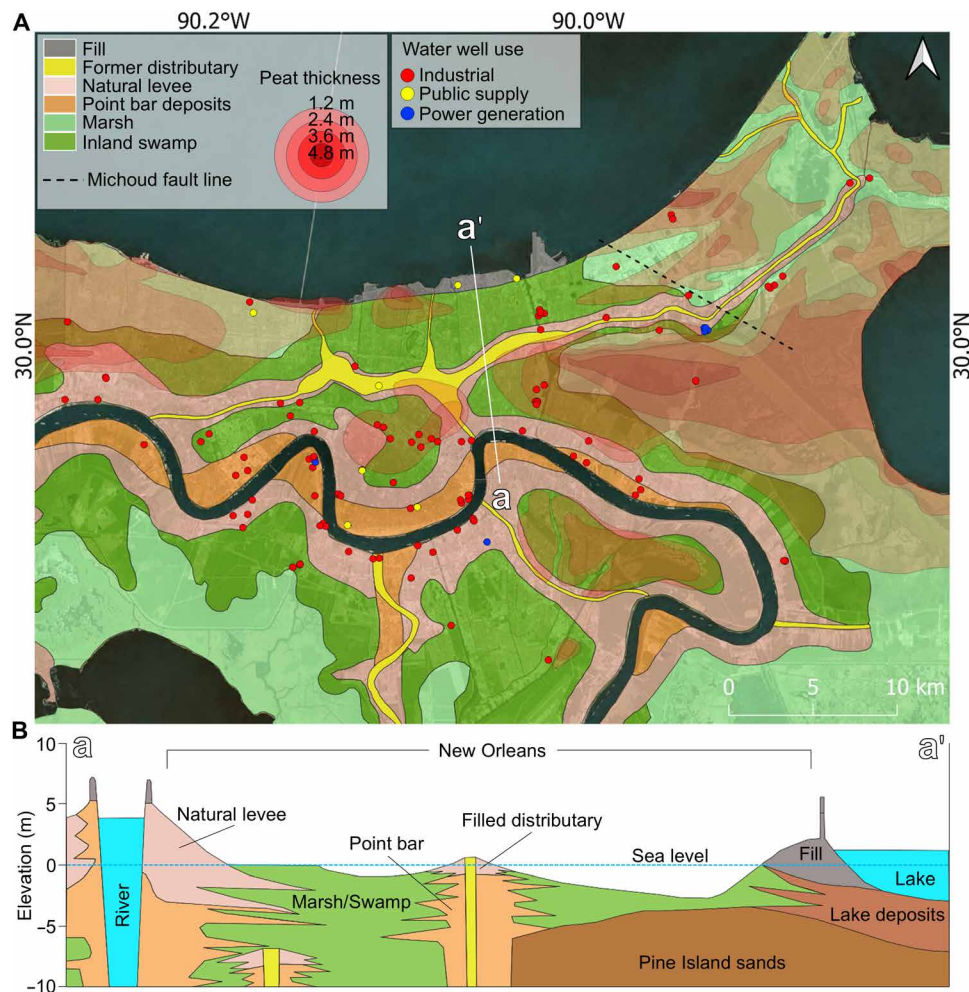 A
90.2°W
90.0°W
Fill
Former distributary
Natural levee
Point bar deposits
Marsh
Inland swamp
Michoud fault line
Peat thickness
1.2 m
2.4 m
3.6 m
4.8 m
Water well use
Industrial
Public supply
Power generation
a'
30.0°N
30.0°N
a
0 5 10 km
B
a
a'
New Orleans
10
5
0
−5
−10
Elevation (m)
Natural levee
River
Marsh/Swamp
Point bar
Filled distributary
Sea level
Fill
Lake
Lake deposits
Pine Island sands